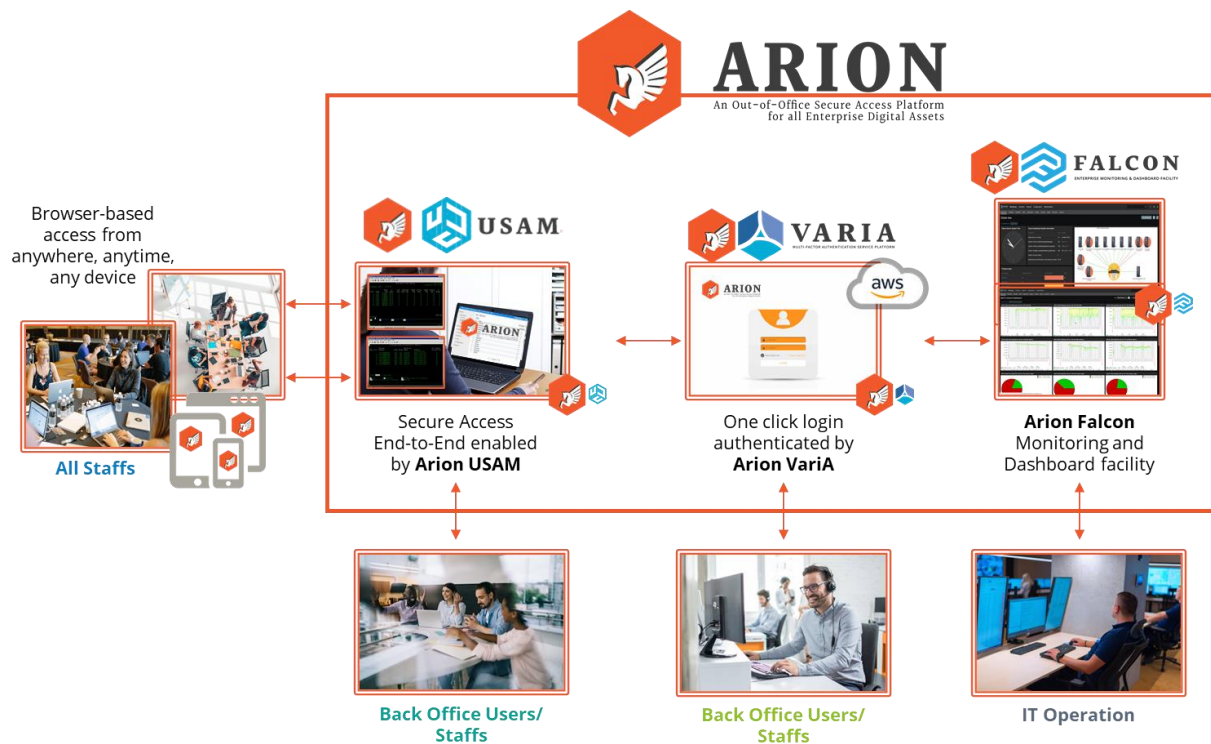 ARION
An Out-of-Office Secure Access Platform
for all Enterprise Digital Assets
FALCON
ENTERPRISE MONITORING & DASHBOARD FACILITY
Browser-based
access from
anywhere, anytime,
any device
USAM
VARIA
MULTI-FACTOR AUTHENTICATION SERVICE PLATFORM
aws
ARION
ARION
All Staffs
Secure Access
End-to-End enabled
by Arion USAM
One click login
authenticated by
Arion VariA
Arion Falcon
Monitoring and
Dashboard facility
Back Office Users/
Staffs
Back Office Users/
Staffs
IT Operation